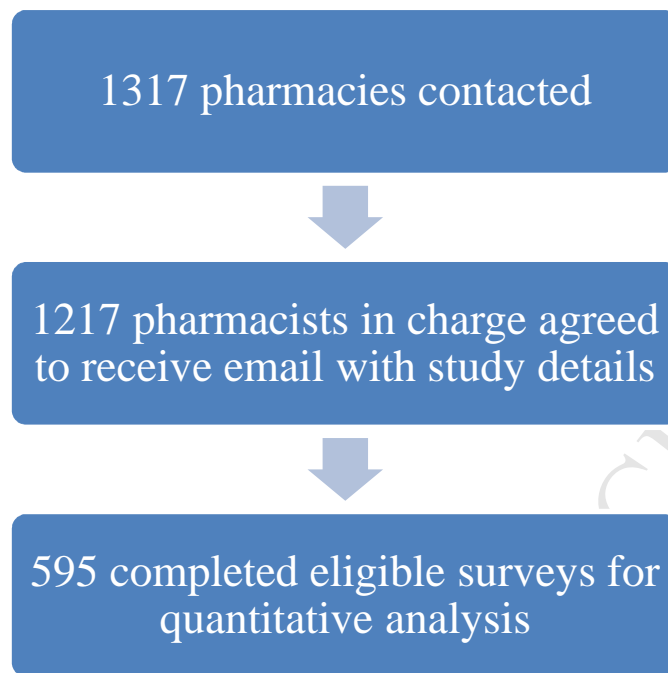 1317 pharmacies contacted
1217 pharmacists in charge agreed
to receive email with study details
595 completed eligible surveys for
quantitative analysis